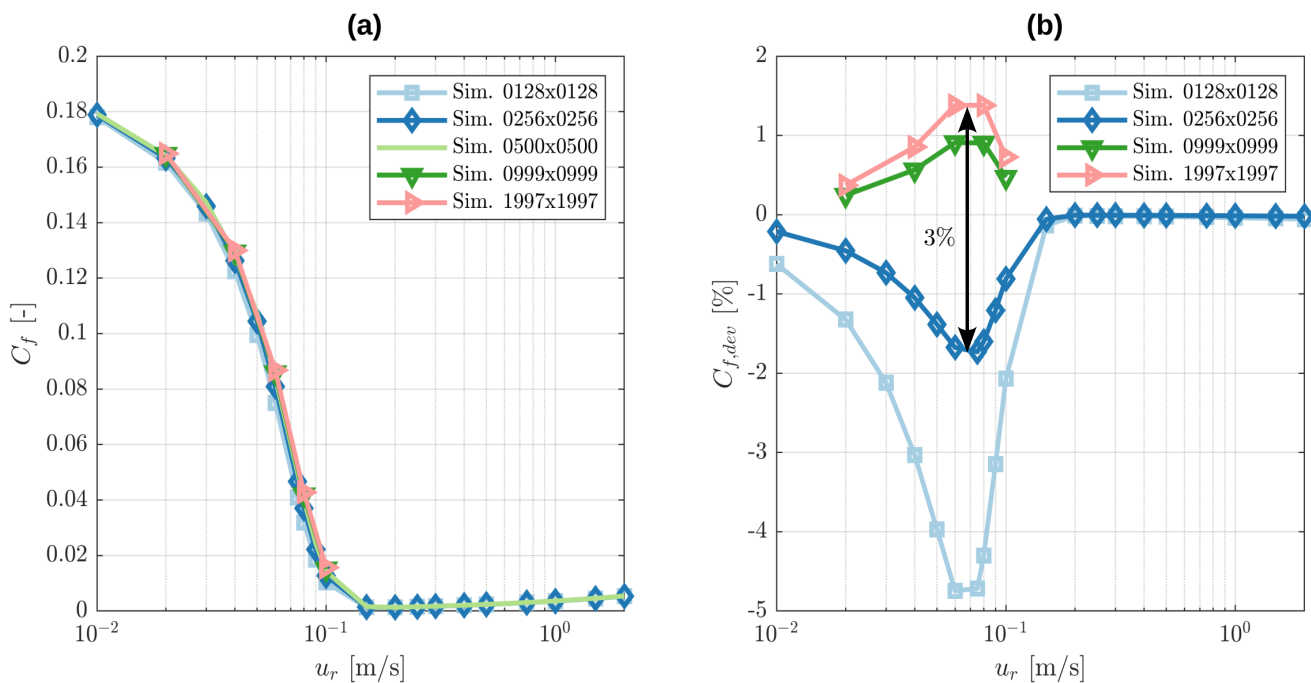 (a)
0.2
0.18
0.16
0.14
0.12
0.1
0.08
0.06
0.04
0.02
0
C_f [-]
10^-2
10^-1
10^0
u_r [m/s]
Sim. 0128x0128
Sim. 0256x0256
Sim. 0500x0500
Sim. 0999x0999
Sim. 1997x1997
(b)
2
1
0
-1
-2
-3
-4
-5
C_f,dev [%]
10^-2
10^-1
10^0
u_r [m/s]
Sim. 0128x0128
Sim. 0256x0256
Sim. 0999x0999
Sim. 1997x1997
3%